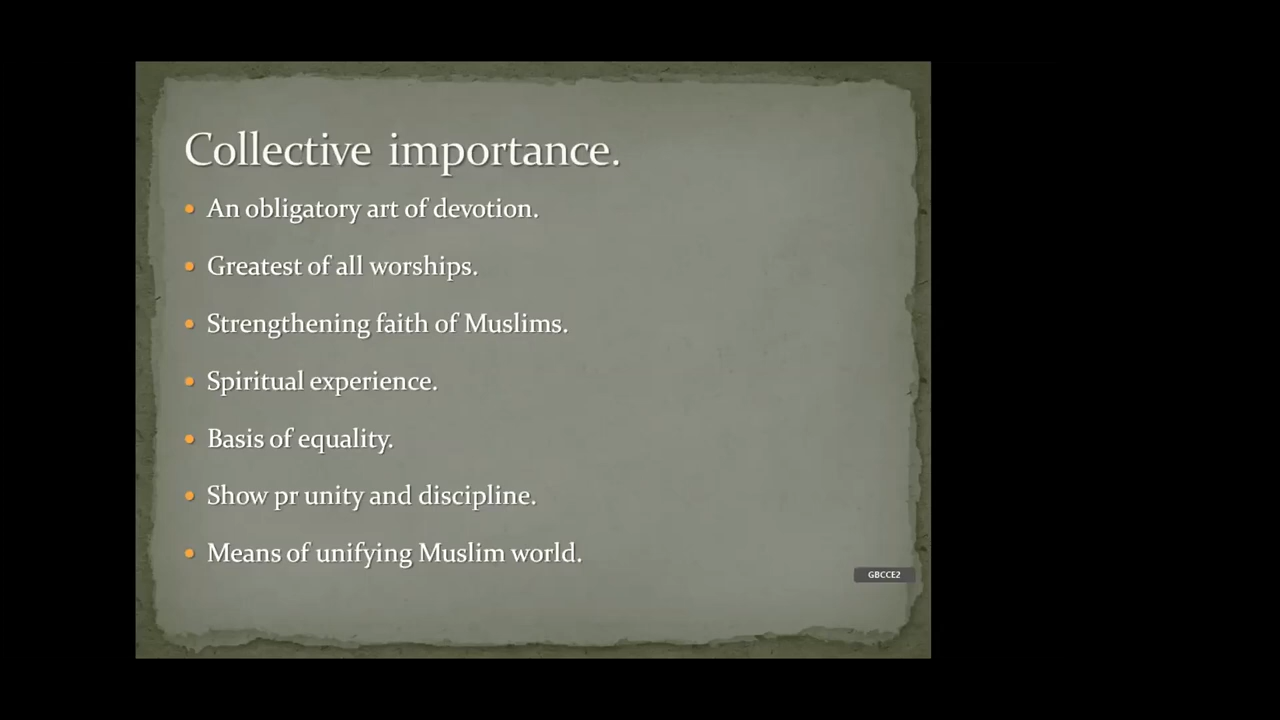 Collective importance.
An obligatory art of devotion.
Greatest of all worships.
Strengthening faith of Muslims.
Spiritual experience.
Basis of equality.
Show pr unity and discipline.
Means of unifying Muslim world.
GBCCE2